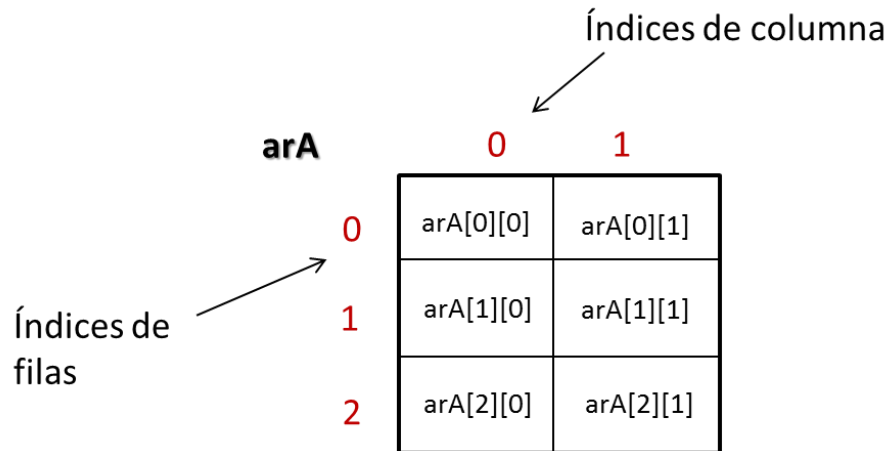 Índices de columna
arA 0 1
0 arA[0][0] arA[0][1]
1 arA[1][0] arA[1][1]
Índices de
filas
2 arA[2][0] arA[2][1]